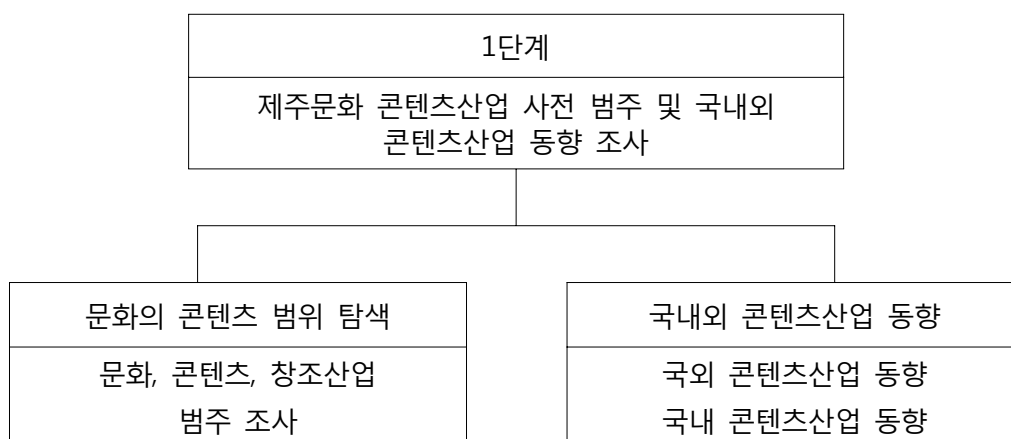 1단계
제주문화 콘텐츠산업 사전 범주 및 국내외
콘텐츠산업 동향 조사
문화의 콘텐츠 범위 탐색
문화, 콘텐츠, 창조산업
범주 조사
국내외 콘텐츠산업 동향
국외 콘텐츠산업 동향
국내 콘텐츠산업 동향